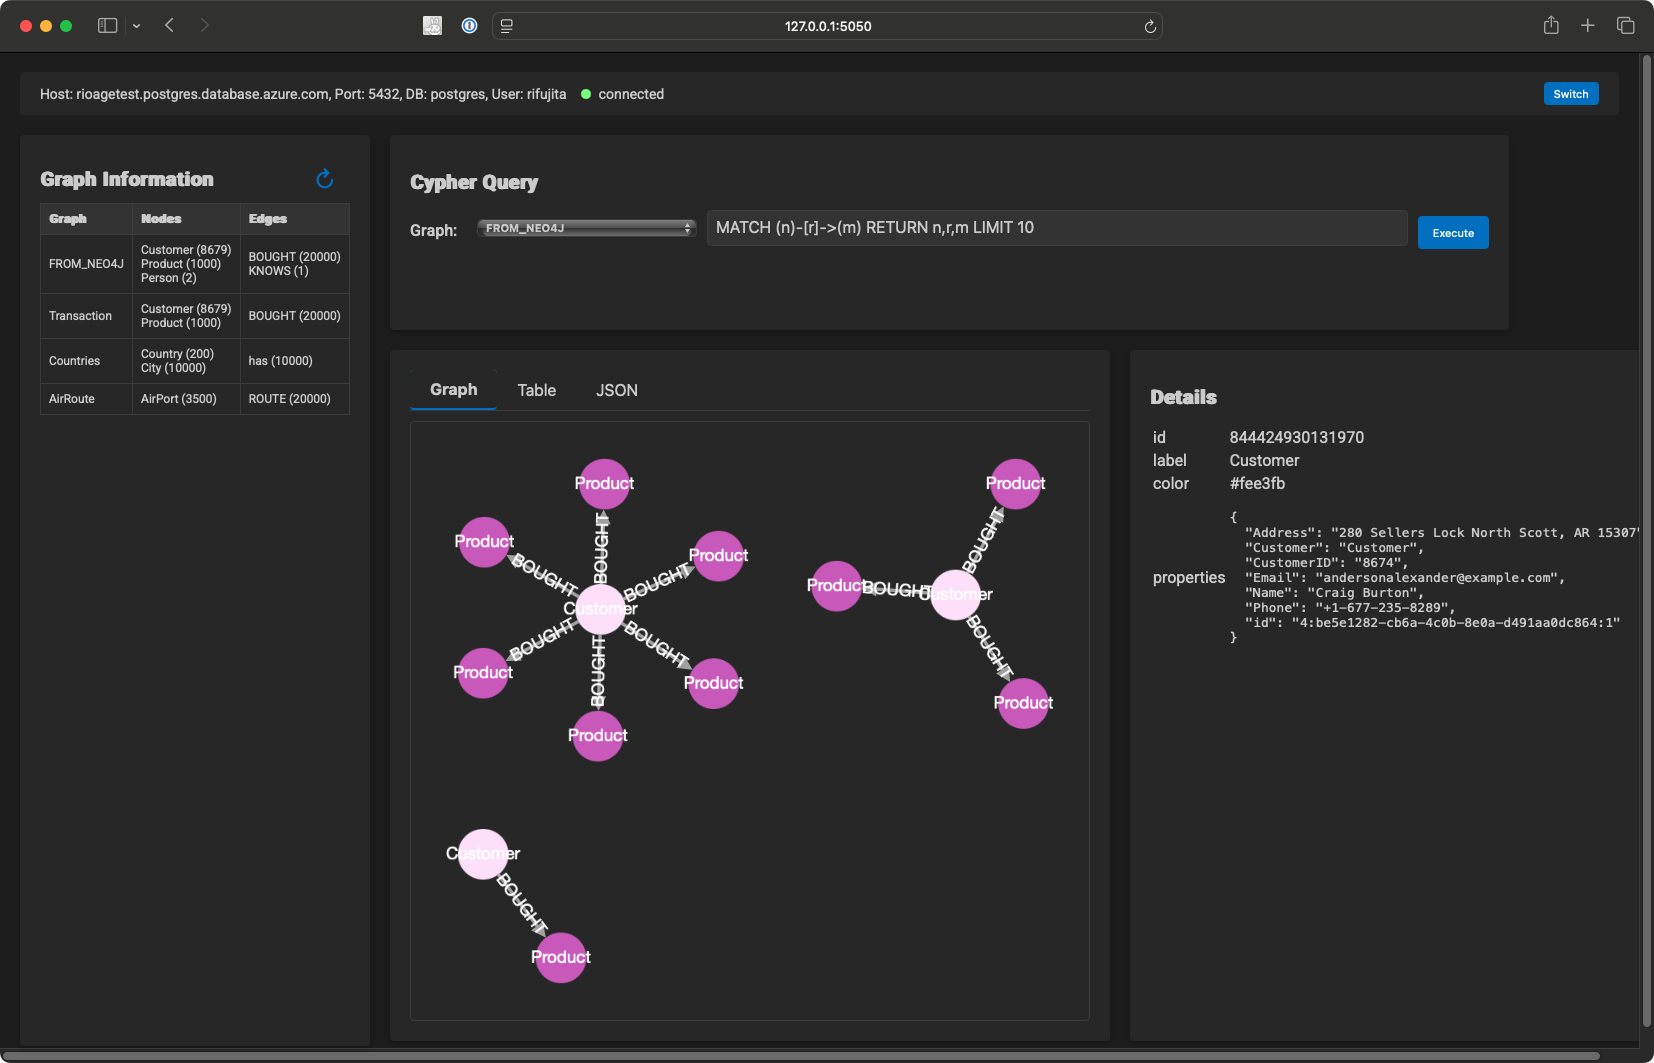 127.0.0.1:5050
Host: rioagetest.postgres.database.azure.com, Port: 5432, DB: postgres, User: rifujita connected
Switch
Graph Information
Graph Nodes Edges
FROM_NEO4J
Customer (8679)
Product (1000)
Person (2)
BOUGHT (20000)
KNOWS (1)
Transaction
Customer (8679)
Product (1000)
BOUGHT (20000)
Countries
Country (200)
City (10000)
has (10000)
AirRoute AirPort (3500) ROUTE (20000)
Cypher Query
Graph: FROM_NEO4J MATCH (n)-[r]->(m) RETURN n,r,m LIMIT 10 Execute
Graph Table JSON
Product
Product
Product
Customer
Product
Product
Product
BOUGHT
BOUGHT
BOUGHT
BOUGHT
BOUGHT
BOUGHT
Product
Product
Customer
Product
BOUGHT
BOUGHT
BOUGHT
Customer
BOUGHT
Product
Details
id 844424930131970
label Customer
color #fee3fb
properties
{
"Address": "280 Sellers Lock North Scott, AR 15307"
"Customer": "Customer",
"CustomerID": "8674",
"Email": "andersonalexander@example.com",
"Name": "Craig Burton",
"Phone": "+1-677-235-8289",
"id": "4:be5e1282-cb6a-4c0b-8e0a-d491aa0dc864:1"
}